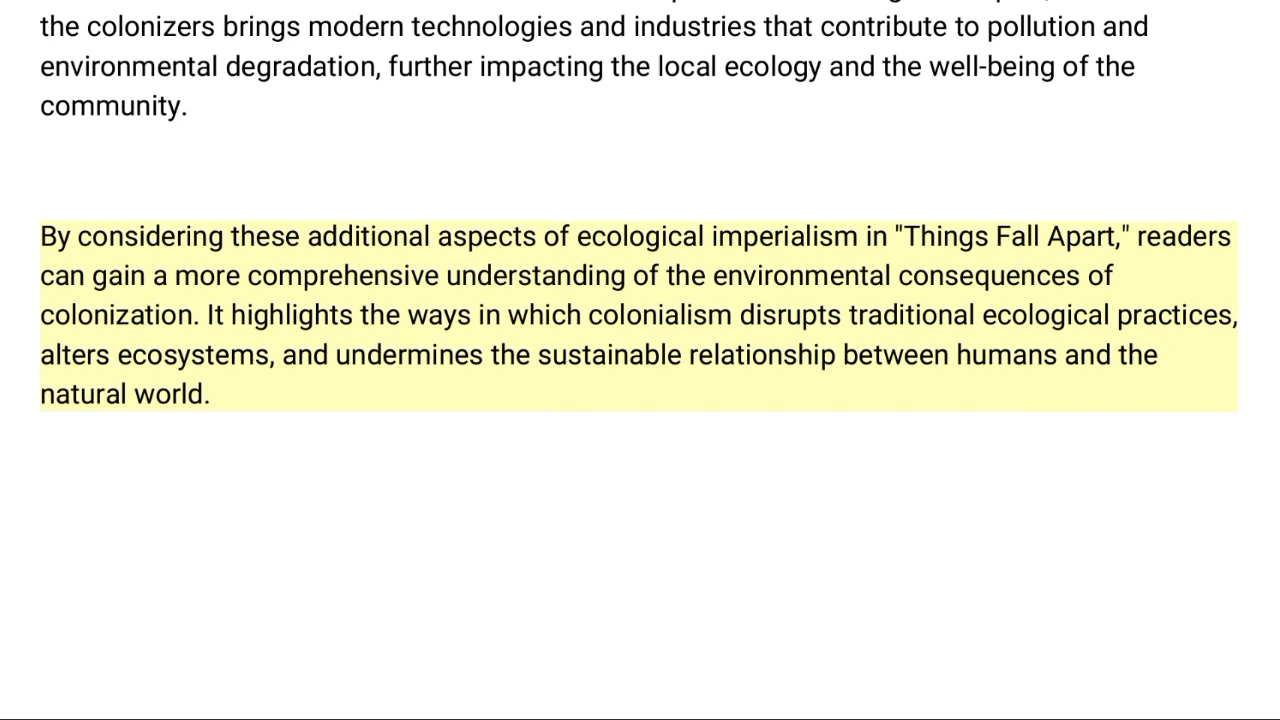 the colonizers brings modern technologies and industries that contribute to pollution and
environmental degradation, further impacting the local ecology and the well-being of the
community.
By considering these additional aspects of ecological imperialism in "Things Fall Apart," readers
can gain a more comprehensive understanding of the environmental consequences of
colonization. It highlights the ways in which colonialism disrupts traditional ecological practices,
alters ecosystems, and undermines the sustainable relationship between humans and the
natural world.